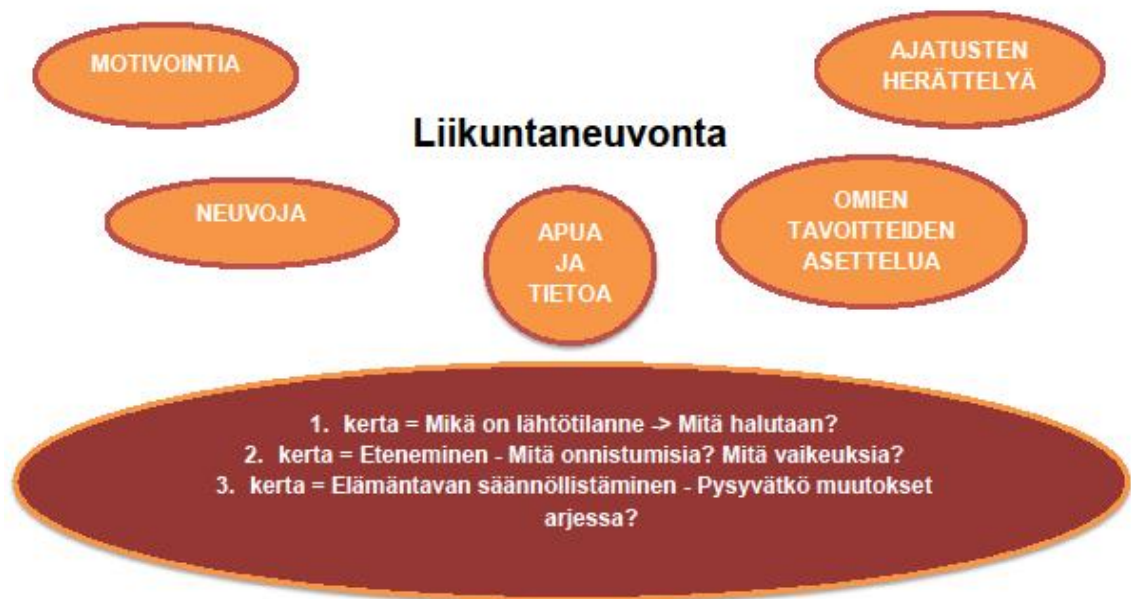 MOTIVOINTIA
AJATUSTEN
HERÄTTELYÄ
Liikuntaneuvonta
NEUVOJA
APUA
JA
TIETOA
OMIEN
TAVOITTEIDEN
ASETTELUA
1. kerta = Mikä on lähtötilanne -> Mitä halutaan?
2. kerta = Eteneminen - Mitä onnistumisia? Mitä vaikeuksia?
3. kerta = Elämäntavan säännöllistäminen - Pysyvätkö muutokset
arjessa?